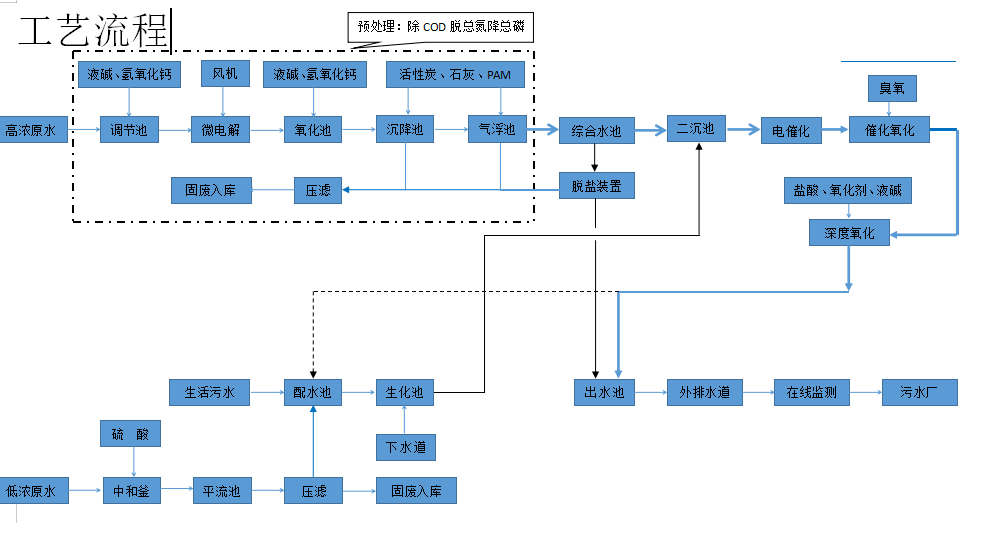 工艺流程
预处理：除 COD 脱总氮降总磷
液碱、氢氧化钙
风机
液碱、氢氧化钙
活性炭、石灰、PAM
臭氧
高浓原水
调节池
微电解
氧化池
沉降池
气浮池
综合水池
二沉池
电催化
催化氧化
固废入库
压滤
脱盐装置
盐酸、氧化剂、液碱
深度氧化
生活污水
配水池
生化池
出水池
外排水道
在线监测
污水厂
硫 酸
下水道
低浓原水
中和釜
平流池
压滤
固废入库